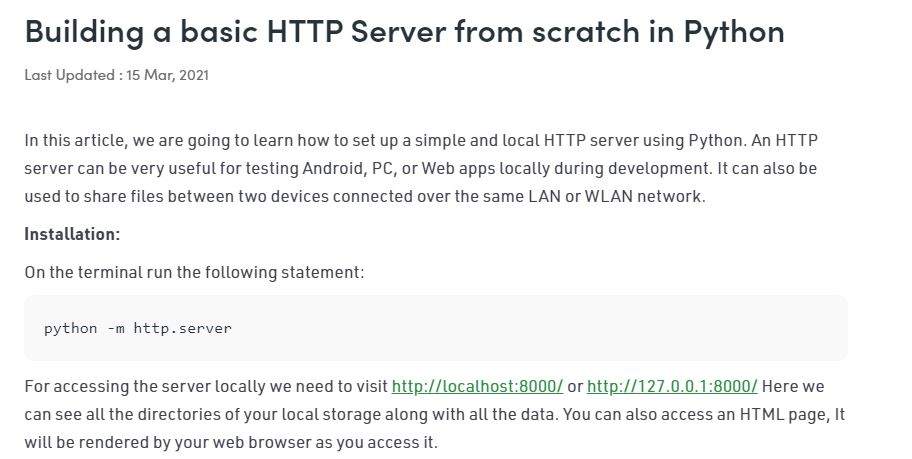 Building a basic HTTP Server from scratch in Python
Last Updated : 15 Mar, 2021
In this article, we are going to learn how to set up a simple and local HTTP server using Python. An HTTP
server can be very useful for testing Android, PC, or Web apps locally during development. It can also be
used to share files between two devices connected over the same LAN or WLAN network.
Installation:
On the terminal run the following statement:
python -m http.server
For accessing the server locally we need to visit http://localhost:8000/ or http://127.0.0.1:8000/ Here we
can see all the directories of your local storage along with all the data. You can also access an HTML page, It
will be rendered by your web browser as you access it.